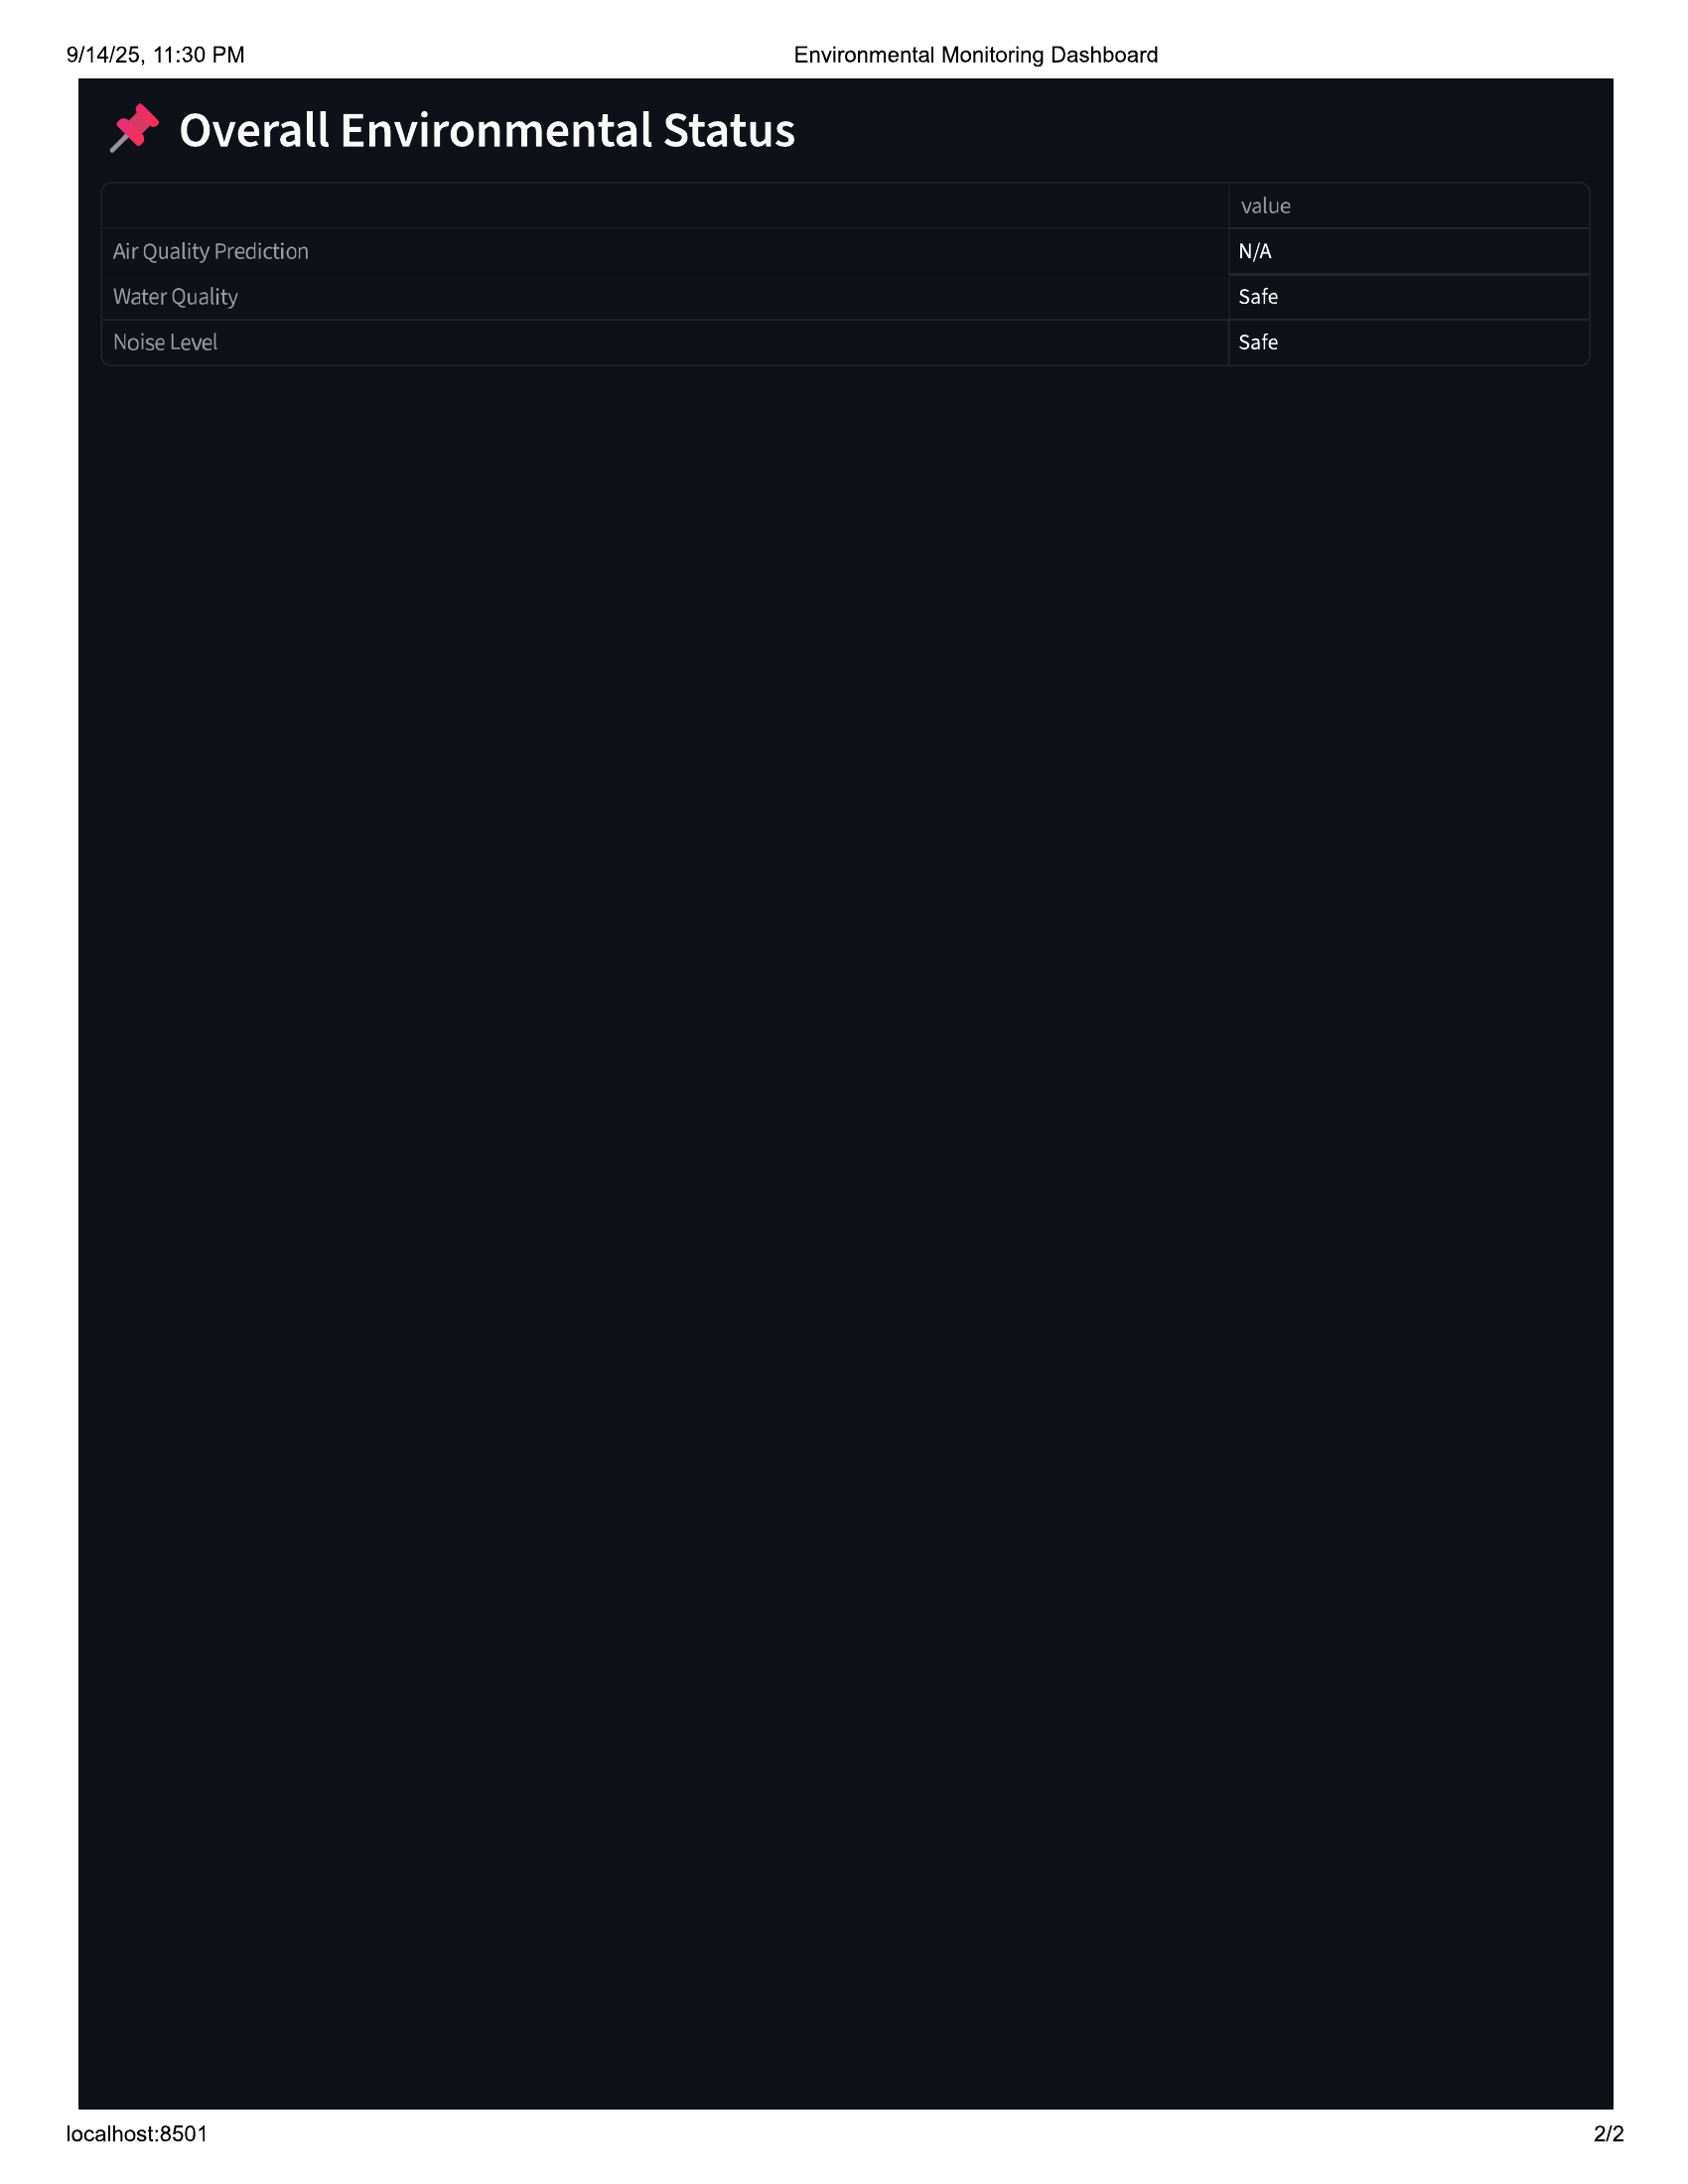 9/14/25, 11:30 PM Environmental Monitoring Dashboard
Overall Environmental Status
value
Air Quality Prediction N/A
Water Quality Safe
Noise Level Safe
localhost:8501 2/2